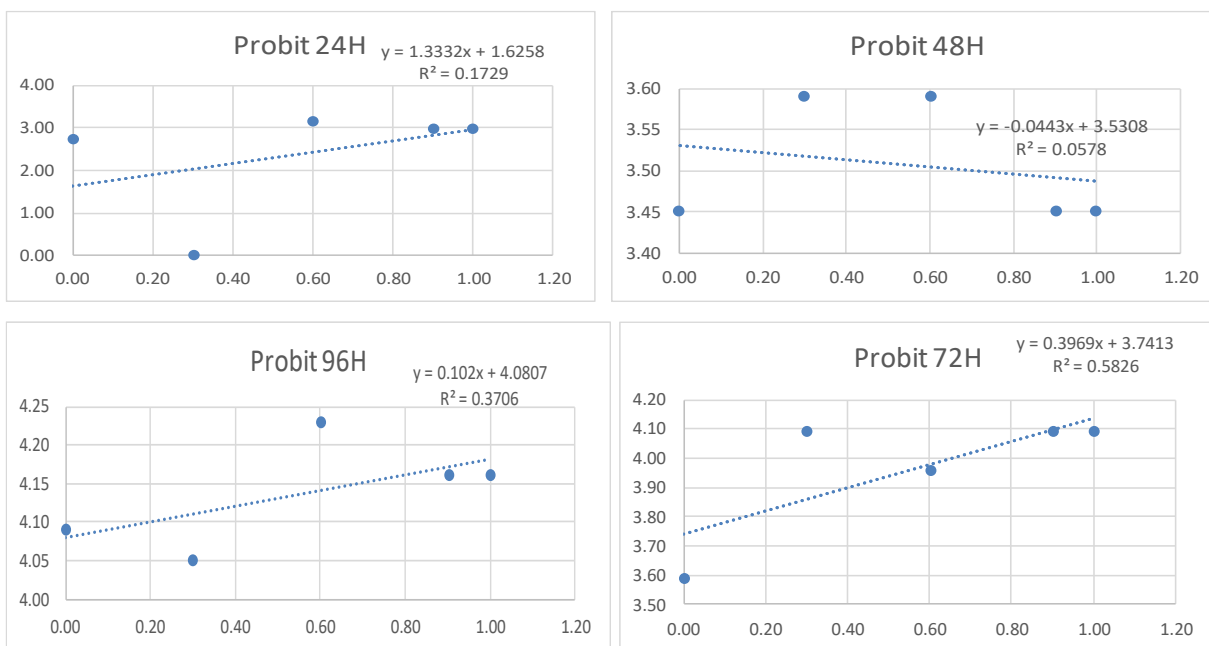 Probit 24H
y = 1.3332x + 1.6258
R² = 0.1729
4.00
3.00
2.00
1.00
0.00
0.00 0.20 0.40 0.60 0.80 1.00 1.20
Probit 48H
y = -0.0443x + 3.5308
R² = 0.0578
3.60
3.55
3.50
3.45
3.40
0.00 0.20 0.40 0.60 0.80 1.00 1.20
Probit 96H
y = 0.102x + 4.0807
R² = 0.3706
4.25
4.20
4.15
4.10
4.05
4.00
0.00 0.20 0.40 0.60 0.80 1.00 1.20
Probit 72H
y = 0.3969x + 3.7413
R² = 0.5826
4.20
4.10
4.00
3.90
3.80
3.70
3.60
3.50
0.00 0.20 0.40 0.60 0.80 1.00 1.20